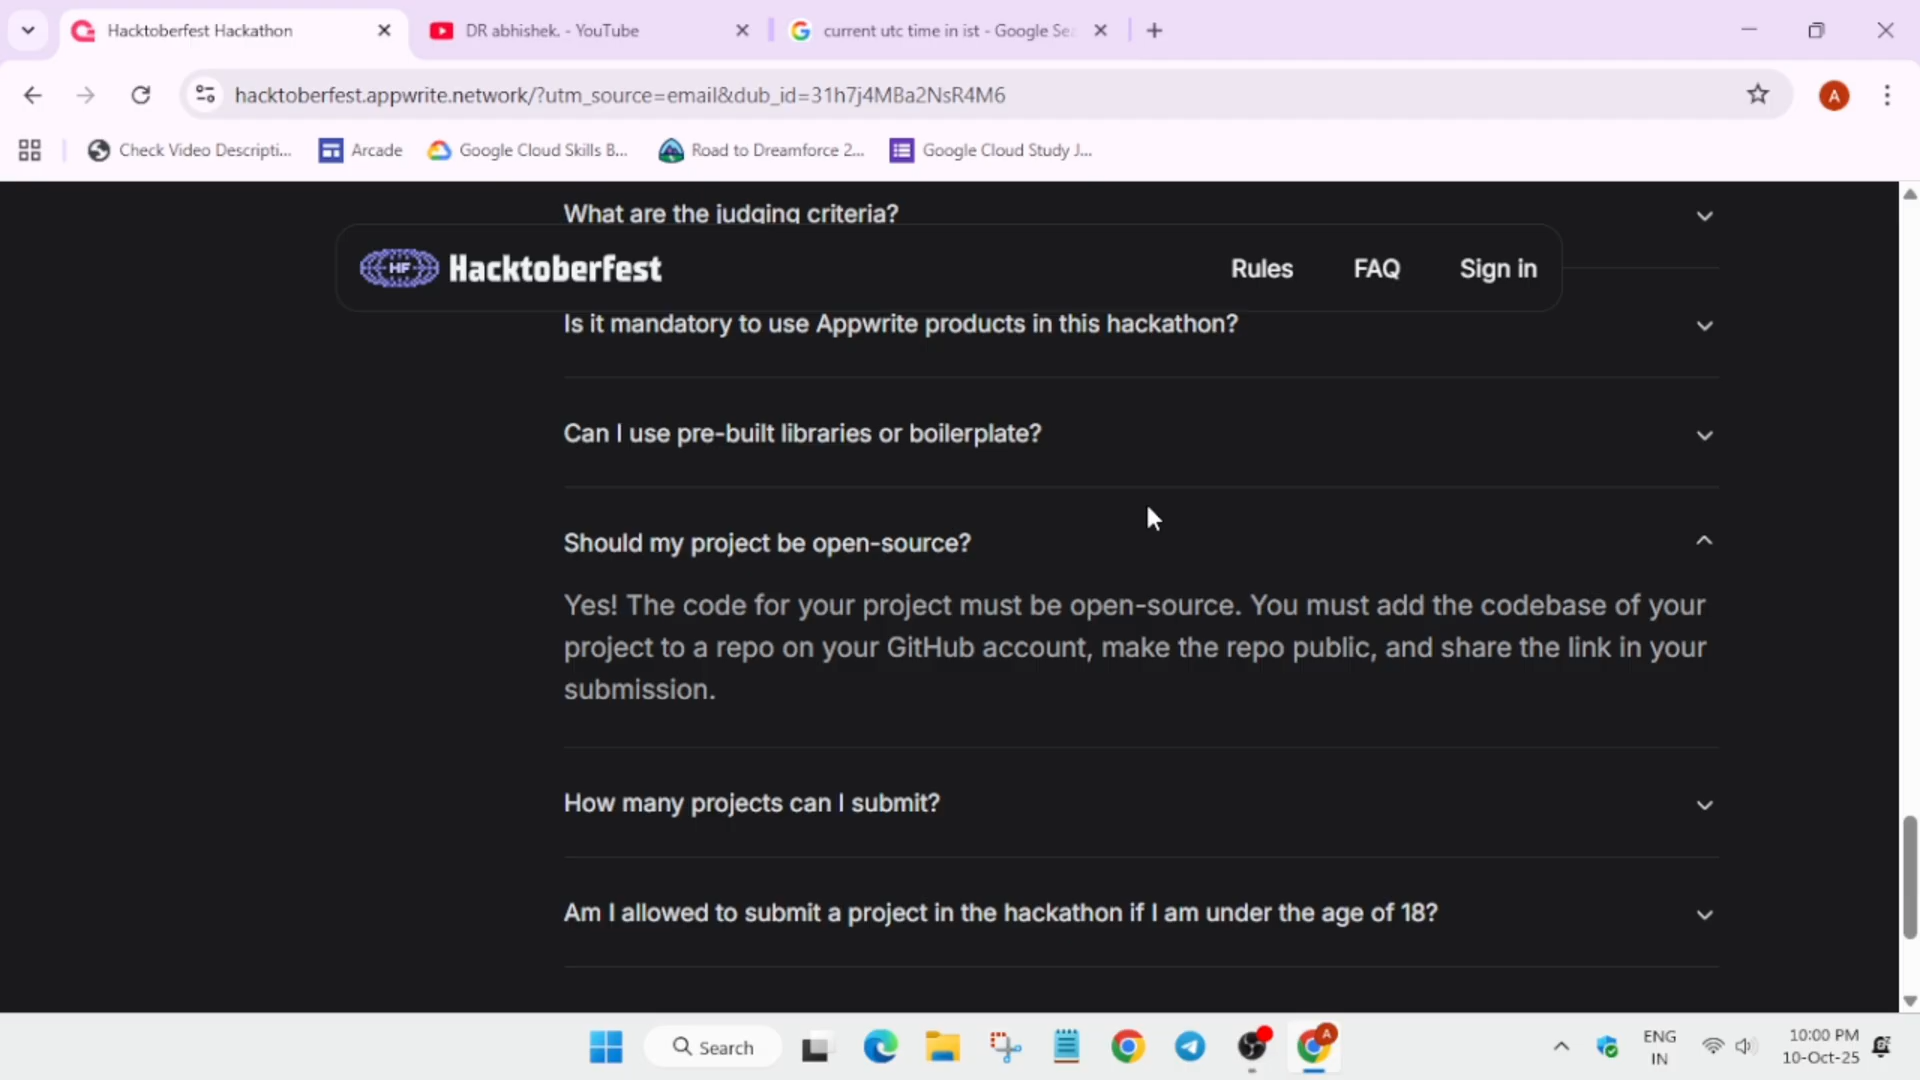 Hacktoberfest Hackathon
DR abhishek. - YouTube
current utc time in ist - Google Se
hacktoberfest.appwrite.network/?utm_source=email&dub_id=31h7j4MBa2NsR4M6
A
Check Video Descripti...
Arcade
Google Cloud Skills B...
Road to Dreamforce 2...
Google Cloud Study J...
What are the judging criteria?
HF
Hacktoberfest
Rules
FAQ
Sign in
Is it mandatory to use Appwrite products in this hackathon?
Can I use pre-built libraries or boilerplate?
Should my project be open-source?
Yes! The code for your project must be open-source. You must add the codebase of your
project to a repo on your GitHub account, make the repo public, and share the link in your
submission.
How many projects can I submit?
Am I allowed to submit a project in the hackathon if I am under the age of 18?
Search
A
ENG
IN
10:00 PM
10-Oct-25